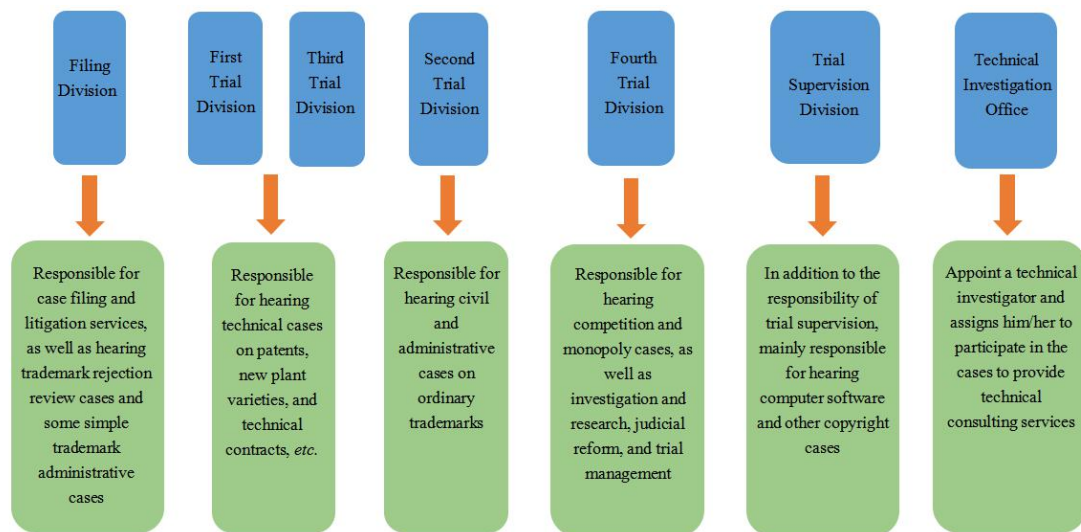 Filing
Division
First
Trial
Division
Third
Trial
Division
Second
Trial
Division
Fourth
Trial
Division
Trial
Supervision
Division
Technical
Investigation
Office
Responsible for
case filing and
litigation services,
as well as hearing
trademark rejection
review cases and
some simple
trademark
administrative
cases
Responsible
for hearing
technical cases
on patents,
new plant
varieties, and
technical
contracts, etc.
Responsible for
hearing civil
and
administrative
cases on
ordinary
trademarks
Responsible for
hearing
competition and
monopoly cases, as
well as
investigation and
research, judicial
reform, and trial
management
In addition to the
responsibility of
trial supervision,
mainly responsible
for hearing
computer software
and other copyright
cases
Appoint a technical
investigator and
assigns him/her to
participate in the
cases to provide
technical
consulting services